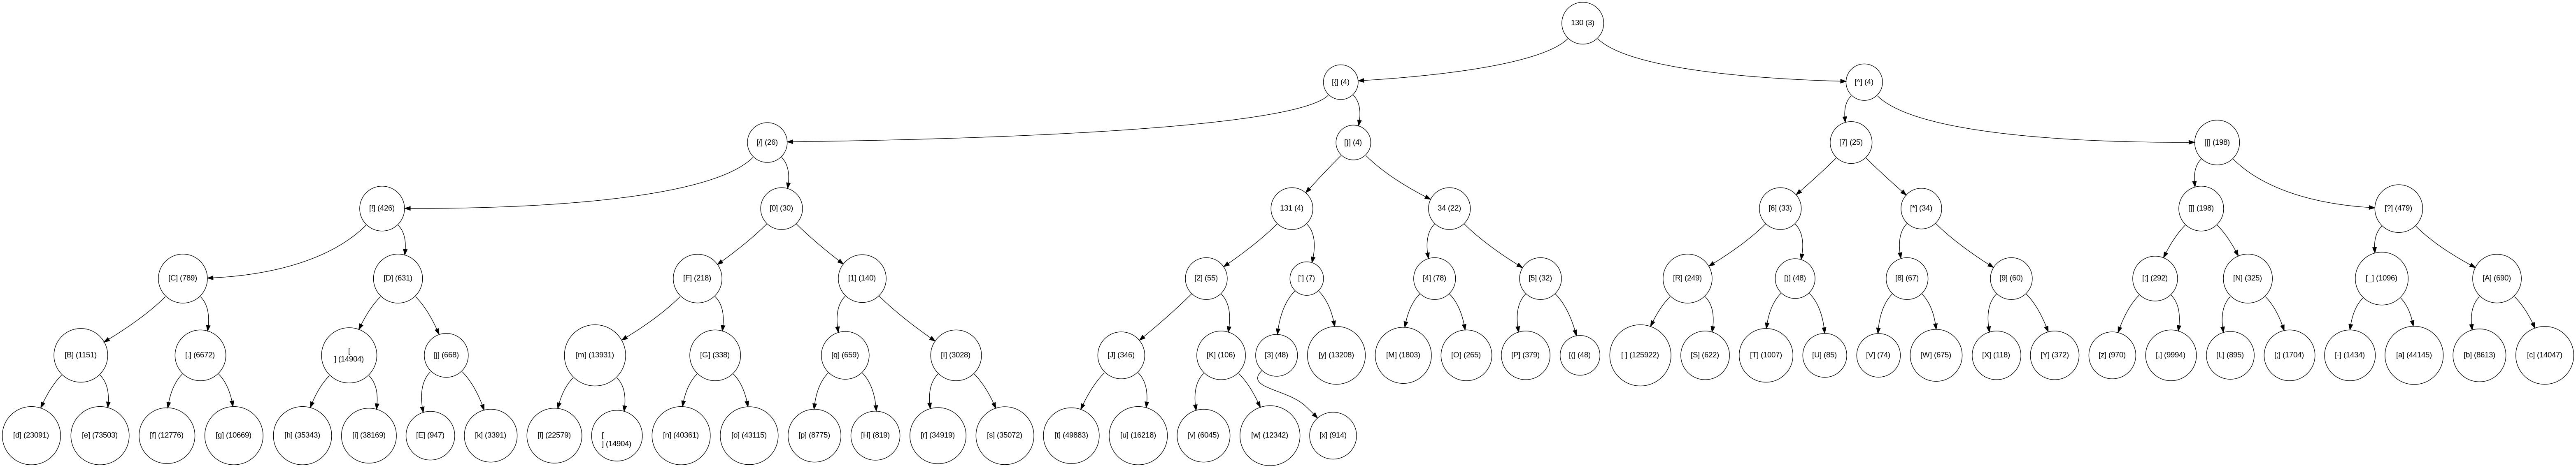 130 (3)
[{] (4)
[^] (4)
[/] (26)
[}] (4)
[7] (25)
[[] (198)
[!] (426)
[0] (30)
131 (4)
34 (22)
[6] (33)
[*] (34)
[]] (198)
[?] (479)
[C] (789)
[D] (631)
[F] (218)
[1] (140)
[2] (55)
['] (7)
[4] (78)
[5] (32)
[R] (249)
[)] (48)
[8] (67)
[9] (60)
[:] (292)
[N] (325)
[_] (1096)
[A] (690)
[B] (1151)
[.] (6672)
[
] (14904)
[j] (668)
[m] (13931)
[G] (338)
[q] (659)
[I] (3028)
[J] (346)
[K] (106)
[3] (48)
[y] (13208)
[M] (1803)
[O] (265)
[P] (379)
[(] (48)
[ ] (125922)
[S] (622)
[T] (1007)
[U] (85)
[V] (74)
[W] (675)
[X] (118)
[Y] (372)
[z] (970)
[,] (9994)
[L] (895)
[;] (1704)
[-] (1434)
[a] (44145)
[b] (8613)
[c] (14047)
[d] (23091)
[e] (73503)
[f] (12776)
[g] (10669)
[h] (35343)
[i] (38169)
[E] (947)
[k] (3391)
[l] (22579)
[
] (14904)
[n] (40361)
[o] (43115)
[p] (8775)
[H] (819)
[r] (34919)
[s] (35072)
[t] (49883)
[u] (16218)
[v] (6045)
[w] (12342)
[x] (914)